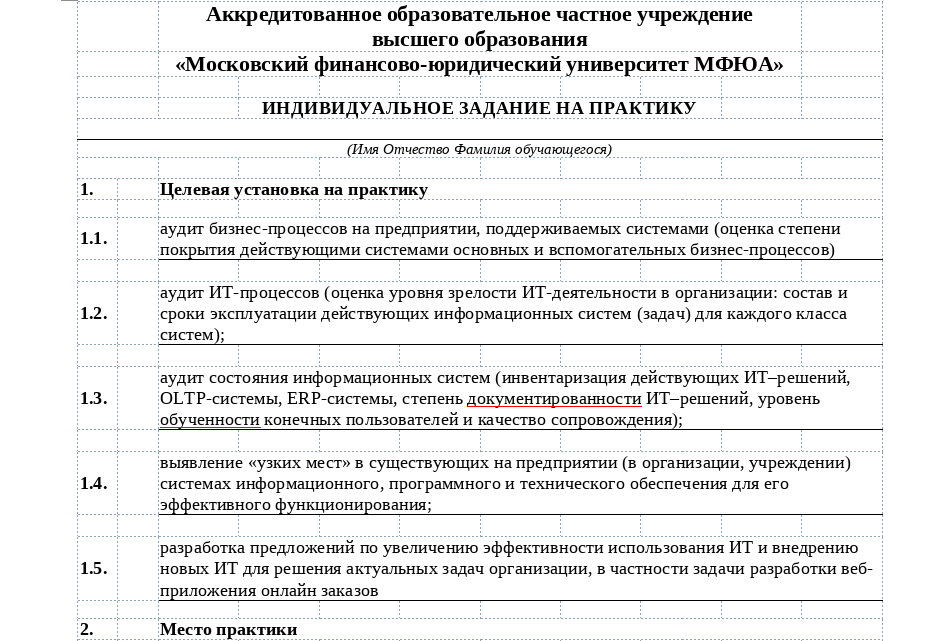 Аккредитованное образовательное частное учреждение
высшего образования
«Московский финансово-юридический университет МФЮА»
ИНДИВИДУАЛЬНОЕ ЗАДАНИЕ НА ПРАКТИКУ
(Имя Отчество Фамилия обучающегося)
1. Целевая установка на практику
1.1. аудит бизнес-процессов на предприятии, поддерживаемых системами (оценка степени
покрытия действующими системами основных и вспомогательных бизнес-процессов)
1.2. аудит ИТ-процессов (оценка уровня зрелости ИТ-деятельности в организации: состав и
сроки эксплуатации действующих информационных систем (задач) для каждого класса
систем);
1.3. аудит состояния информационных систем (инвентаризация действующих ИТ–решений,
OLTP-системы, ERP-системы, степень документированности ИТ–решений, уровень
обученности конечных пользователей и качество сопровождения);
1.4. выявление «узких мест» в существующих на предприятии (в организации, учреждении)
системах информационного, программного и технического обеспечения для его
эффективного функционирования;
1.5. разработка предложений по увеличению эффективности использования ИТ и внедрению
новых ИТ для решения актуальных задач организации, в частности задачи разработки веб-
приложения онлайн заказов
2. Место практики